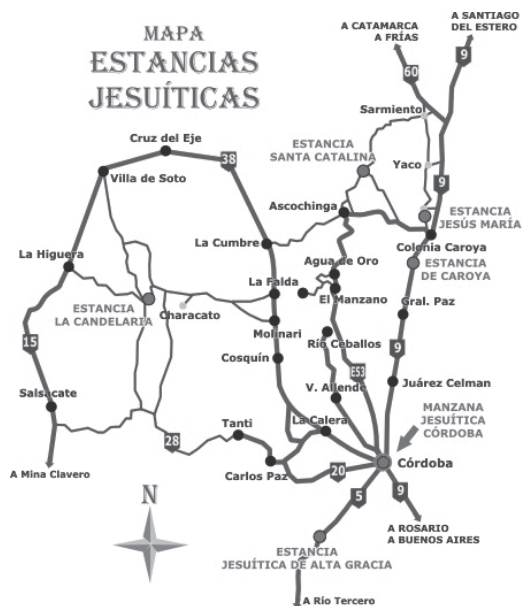 MAPA
ESTANCIAS
JESUÍTICAS
A CATAMARCA
A FRÍAS
A SANTIAGO
DEL ESTERO
9
60
Sarmiento
Cruz del Eje
38
ESTANCIA
SANTA CATALINA
Yaco
9
Villa de Soto
Ascochinga
ESTANCIA
JESÚS MARÍA
La Cumbre
Colonia Caroya
La Higuera
Agua de Oro
ESTANCIA
DE CAROYA
La Falda
El Manzano
ESTANCIA
LA CANDELARIA
Characato
Gral. Paz
Molinari
Río Ceballos
15
Cosquín
9
E53
Juárez Celman
Salsacate
V. Allende
MANZANA
JESUÍTICA
CÓRDOBA
Tanti
La Calera
28
Córdoba
A Mina Clavero
Carlos Paz
20
N
5
9
A ROSARIO
A BUENOS AIRES
ESTANCIA
JESUÍTICA DE ALTA GRACIA
A Río Tercero